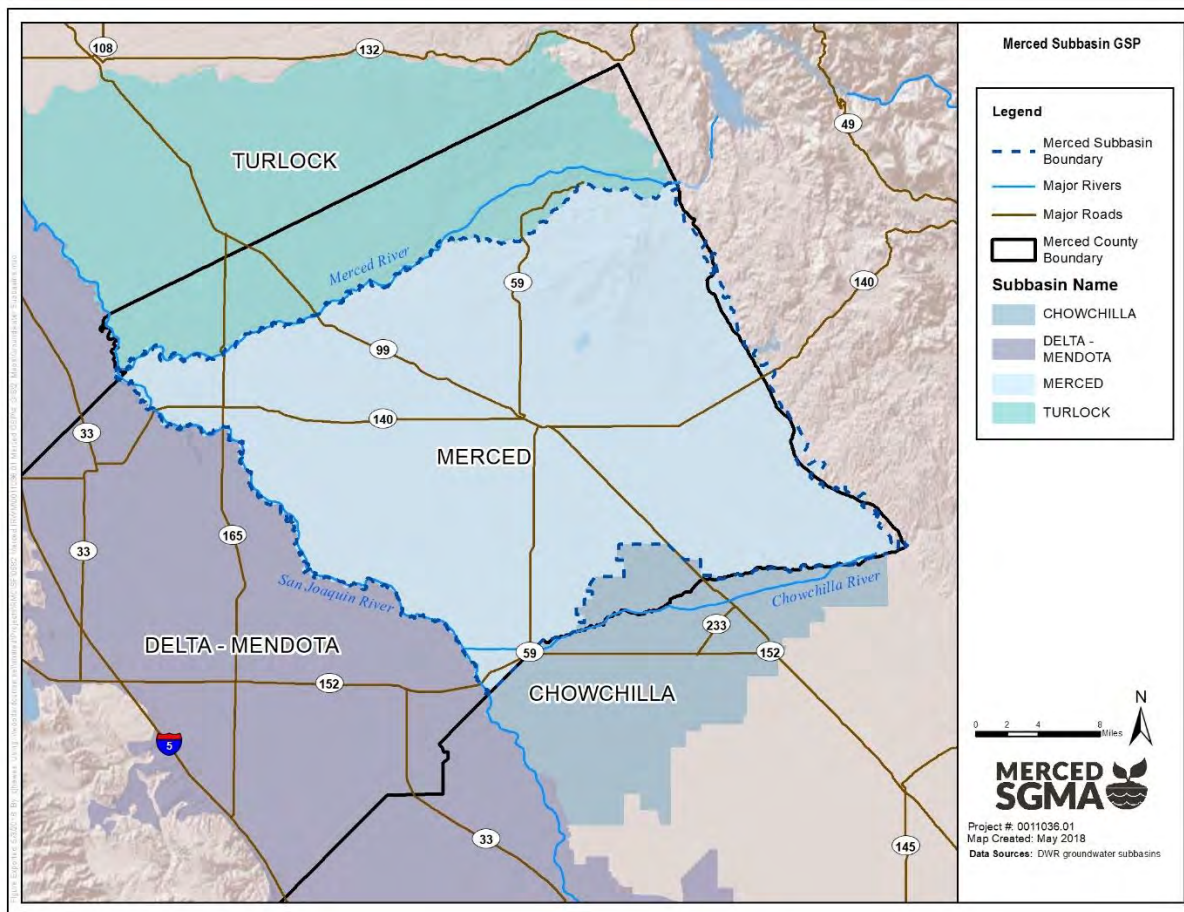 108
132
49
TURLOCK
Merced River
59
140
99
140
33
MERCED
165
33
San Joaquin River
Chowchilla River
233
DELTA - MENDOTA
59
152
152
CHOWCHILLA
5
33
145
Merced Subbasin GSP
Legend
Merced Subbasin
Boundary
Major Rivers
Major Roads
Merced County
Boundary
Subbasin Name
CHOWCHILLA
DELTA -
MENDOTA
MERCED
TURLOCK
N
0 2 4 8
Miles
MERCED
SGMA
Project #: 0011036.01
Map Created: May 2018
Data Sources: DWR groundwater subbasins